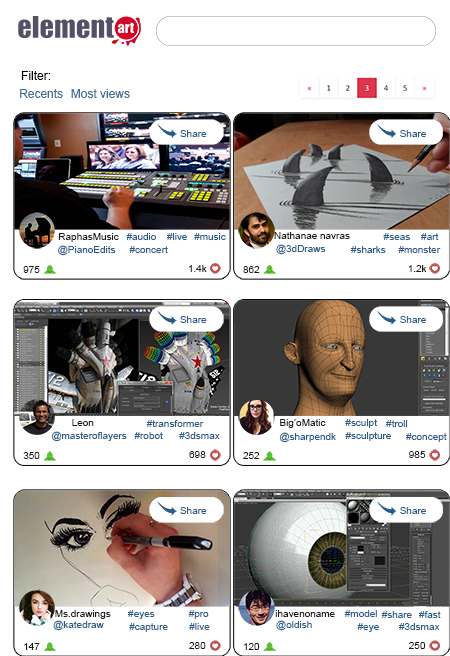 element art
Filter:
Recents Most views
« 1 2 3 4 5 »
Share
RaphasMusic #audio #live #music
@PianoEdits #concert
975 1.4k
Share
Nathanae navras #seas #art
@3dDraws #sharks #monster
862 1.2k
Share
Leon #transformer
@masteroflayers #robot #3dsmax
350 698
Share
Big'oMatic #sculpt #troll
@sharpendk #sculpture #concept
252 985
Share
Ms.drawings #eyes #pro
@katedraw #capture #live
147 280
Share
ihavenoname #model #share #fast
@oldish #eye #3dsmax
120 250